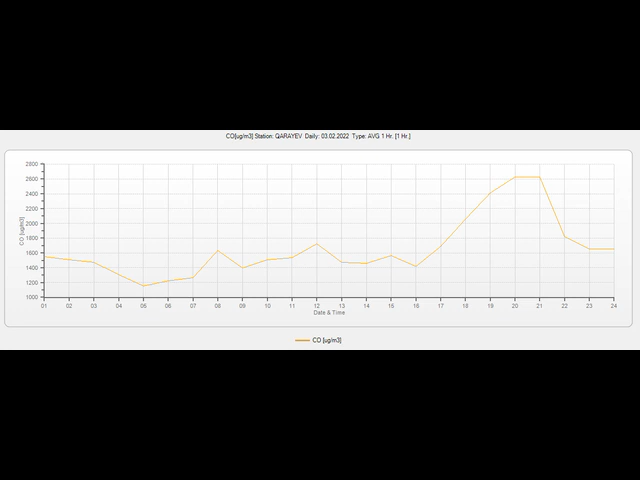 CO[ug/m3] Station: QARAYEV Daily: 03.02.2022 Type: AVG 1 Hr. [1 Hr.]
2800
2600
2400
2200
2000
1800
1600
1400
1200
1000
CO [ug/m3]
01 02 03 04 05 06 07 08 09 10 11 12 13 14 15 16 17 18 19 20 21 22 23 24
Date & Time
CO [ug/m3]